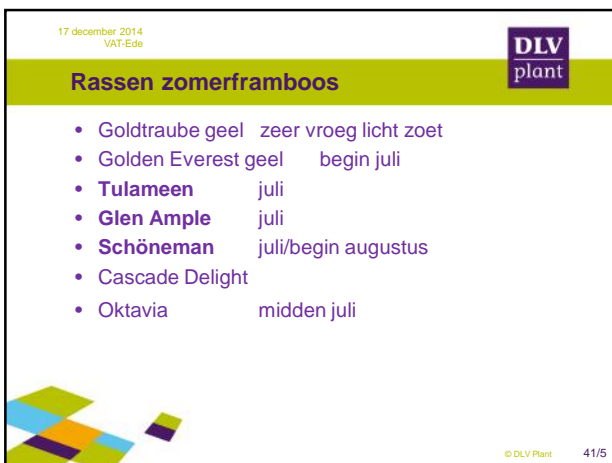 17 december 2014
VAT-Ede
DLV
plant
Rassen zomerframboos
• Goldtraube geel zeer vroeg licht zoet
• Golden Everest geel begin juli
• Tulameen juli
• Glen Ample juli
• Schöneman juli/begin augustus
• Cascade Delight
• Oktavia midden juli
© DLV Plant 41/5